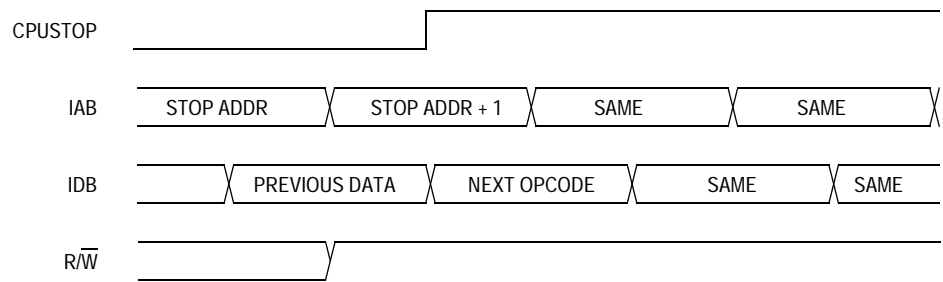 CPUSTOP
IAB STOP ADDR STOP ADDR + 1 SAME SAME
IDB PREVIOUS DATA NEXT OPCODE SAME SAME
R/W̅